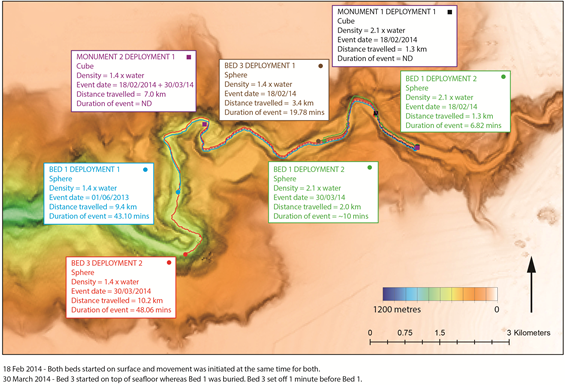 MONUMENT 1 DEPLOYMENT 1
Cube
Density = 2.1 x water
Event date = 18/02/2014
Distance travelled = 1.3 km
Duration of event = ND
MONUMENT 2 DEPLOYMENT 1
Cube
Density = 1.4 x water
Event date = 18/02/2014 + 30/03/14
Distance travelled = 7.0 km
Duration of event = ND
BED 3 DEPLOYMENT 1
Sphere
Density = 1.4 x water
Event date = 18/02/14
Distance travelled = 3.4 km
Duration of event = 19.78 mins
BED 1 DEPLOYMENT 2
Sphere
Density = 2.1 x water
Event date = 18/02/14
Distance travelled = 1.3 km
Duration of event = 6.82 mins
BED 1 DEPLOYMENT 1
Sphere
Density = 1.4 x water
Event date = 01/06/2013
Distance travelled = 9.4 km
Duration of event = 43.10 mins
BED 1 DEPLOYMENT 2
Sphere
Density = 2.1 x water
Event date = 30/03/14
Distance travelled = 2.0 km
Duration of event = ~10 mins
BED 3 DEPLOYMENT 2
Sphere
Density = 1.4 x water
Event date = 30/03/2014
Distance travelled = 10.2 km
Duration of event = 48.06 mins
1200 metres 0
0 0.75 1.5 3 Kilometers
18 Feb 2014 - Both beds started on surface and movement was initiated at the same time for both.
30 March 2014 - Bed 3 started on top of seafloor whereas Bed 1 was buried. Bed 3 set off 1 minute before Bed 1.